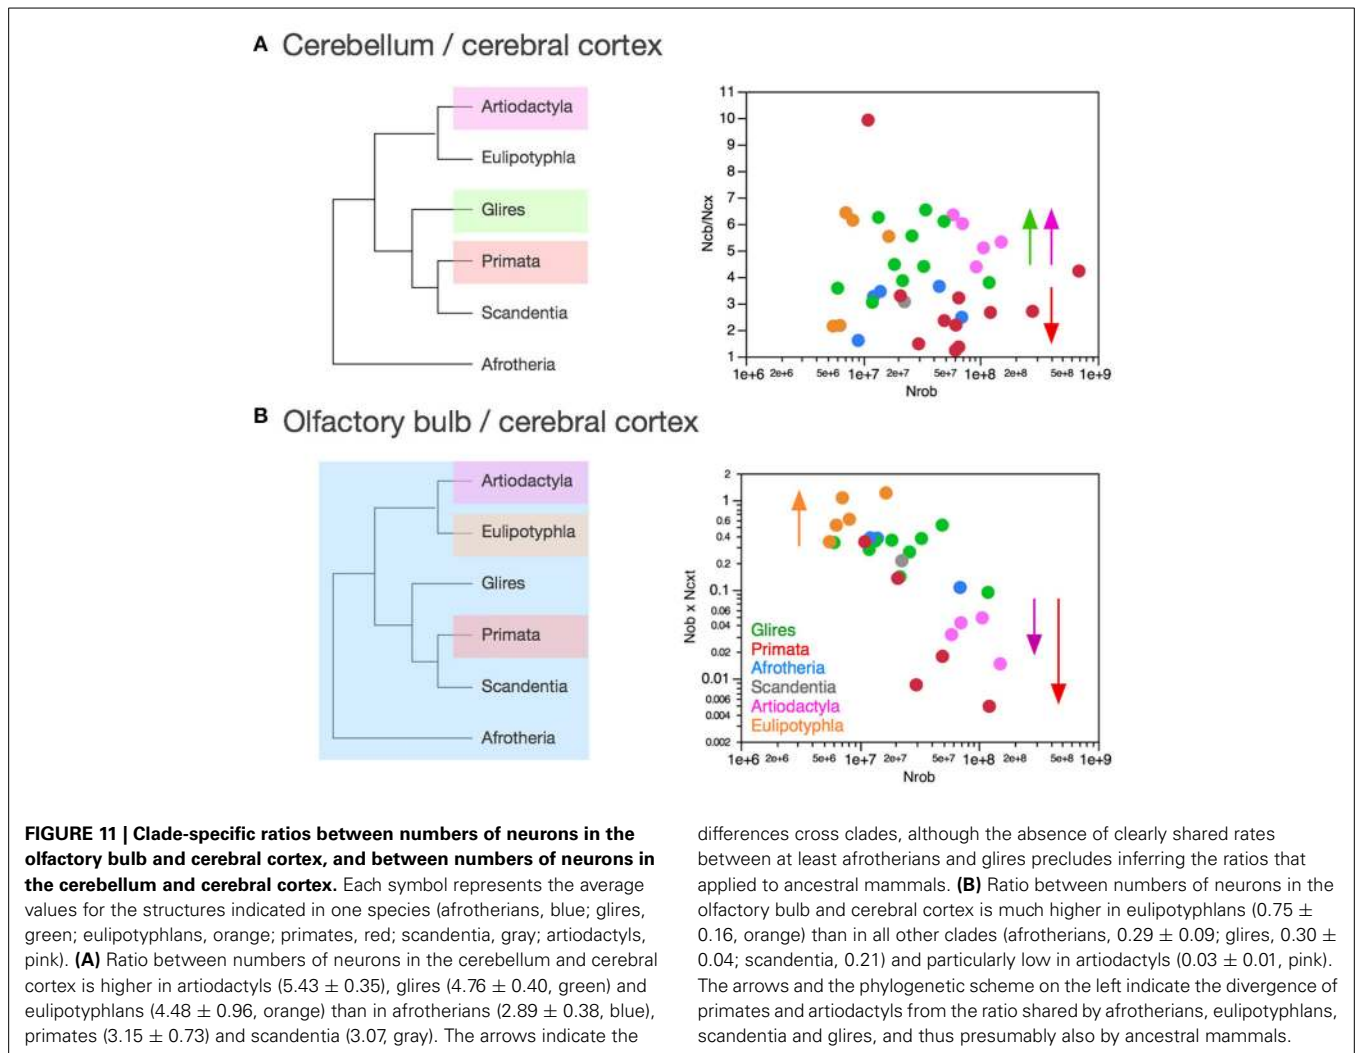 A Cerebellum / cerebral cortex
Artiodactyla
Eulipotyphla
Glires
Primata
Scandentia
Afrotheria
Ncb/Ncx
11
10
9
8
7
6
5
4
3
2
1
1e+6 2e+6 5e+6 1e+7 2e+7 5e+7 1e+8 2e+8 5e+8 1e+9
Nrob
B Olfactory bulb / cerebral cortex
Artiodactyla
Eulipotyphla
Glires
Primata
Scandentia
Afrotheria
Nob x Ncxt
2
1
0.6
0.4
0.2
0.1
0.06
0.04
0.02
0.01
0.006
0.004
0.002
Glires
Primata
Afrotheria
Scandentia
Artiodactyla
Eulipotyphla
1e+6 2e+6 5e+6 1e+7 2e+7 5e+7 1e+8 2e+8 5e+8 1e+9
Nrob
FIGURE 11 | Clade-specific ratios between numbers of neurons in the
olfactory bulb and cerebral cortex, and between numbers of neurons in
the cerebellum and cerebral cortex. Each symbol represents the average
values for the structures indicated in one species (afrotherians, blue; glires,
green; eulipotyphlans, orange; primates, red; scandentia, gray; artiodactyls,
pink). (A) Ratio between numbers of neurons in the cerebellum and cerebral
cortex is higher in artiodactyls (5.43 ± 0.35), glires (4.76 ± 0.40, green) and
eulipotyphlans (4.48 ± 0.96, orange) than in afrotherians (2.89 ± 0.38, blue),
primates (3.15 ± 0.73) and scandentia (3.07, gray). The arrows indicate the
differences cross clades, although the absence of clearly shared rates
between at least afrotherians and glires precludes inferring the ratios that
applied to ancestral mammals. (B) Ratio between numbers of neurons in the
olfactory bulb and cerebral cortex is much higher in eulipotyphlans (0.75 ±
0.16, orange) than in all other clades (afrotherians, 0.29 ± 0.09; glires, 0.30 ±
0.04; scandentia, 0.21) and particularly low in artiodactyls (0.03 ± 0.01, pink).
The arrows and the phylogenetic scheme on the left indicate the divergence of
primates and artiodactyls from the ratio shared by afrotherians, eulipotyphlans,
scandentia and glires, and thus presumably also by ancestral mammals.